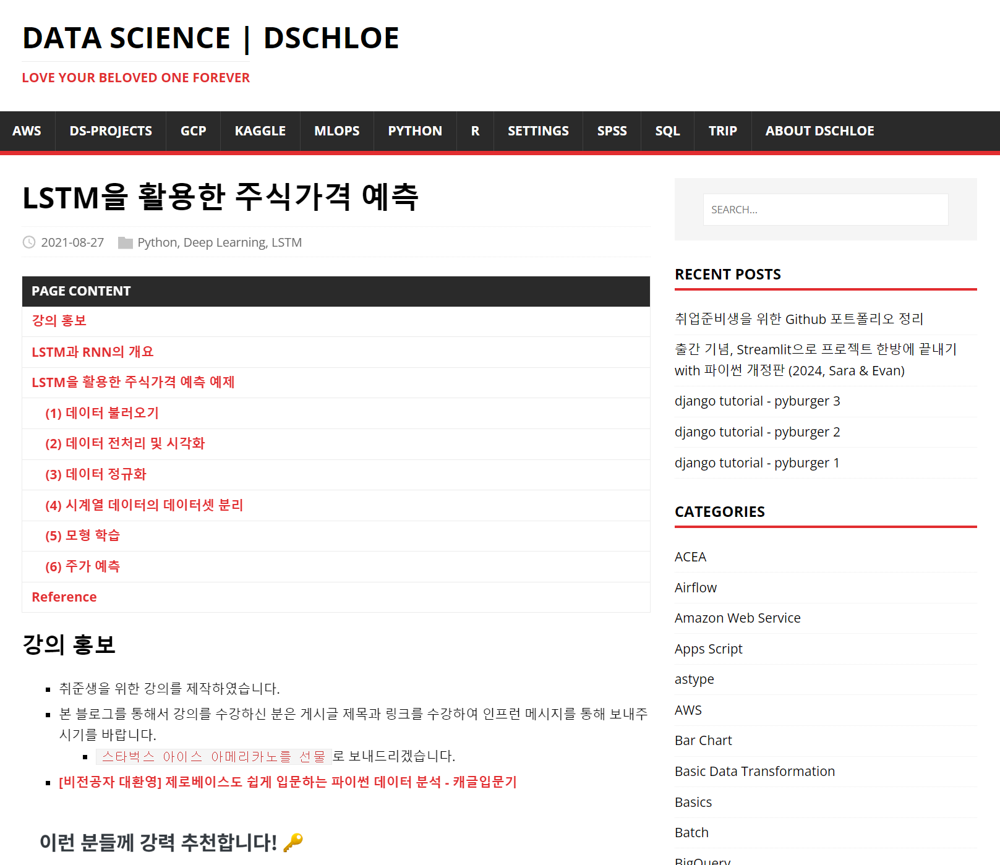 DATA SCIENCE | DSCHLOE
LOVE YOUR BELOVED ONE FOREVER
AWS DS-PROJECTS GCP KAGGLE MLOPS PYTHON R SETTINGS SPSS SQL TRIP ABOUT DSCHLOE
LSTM을 활용한 주식가격 예측
2021-08-27 Python, Deep Learning, LSTM
PAGE CONTENT
강의 홍보
LSTM과 RNN의 개요
LSTM을 활용한 주식가격 예측 예제
(1) 데이터 불러오기
(2) 데이터 전처리 및 시각화
(3) 데이터 정규화
(4) 시계열 데이터의 데이터셋 분리
(5) 모형 학습
(6) 주가 예측
Reference
강의 홍보
취준생을 위한 강의를 제작하였습니다.
본 블로그를 통해서 강의를 수강하신 분은 게시글 제목과 링크를 수강하여 인프런 메시지를 통해 보내주
시기를 바랍니다.
스타벅스 아이스 아메리카노를 선물로 보내드리겠습니다.
[비전공자 대환영] 제로베이스도 쉽게 입문하는 파이썬 데이터 분석 - 캐글입문기
이런 분들께 강력 추천합니다! 🔑
SEARCH...
RECENT POSTS
취업준비생을 위한 Github 포트폴리오 정리
출간 기념, Streamlit으로 프로젝트 한방에 끝내기
with 파이썬 개정판 (2024, Sara & Evan)
django tutorial - pyburger 3
django tutorial - pyburger 2
django tutorial - pyburger 1
CATEGORIES
ACEA
Airflow
Amazon Web Service
Apps Script
astype
AWS
Bar Chart
Basic Data Transformation
Basics
Batch
BigQuery